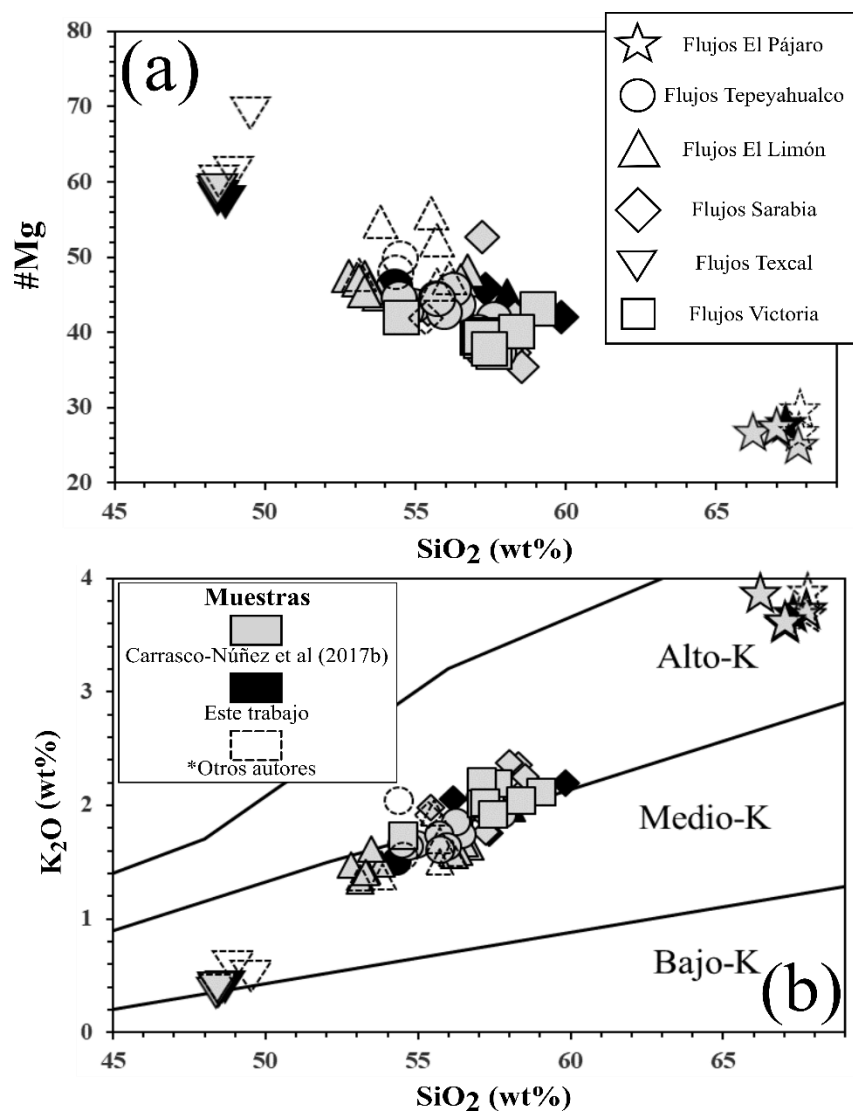 80
70
60
50
40
30
20
#Mg
(a)
Flujos El Pájaro
Flujos Tepeyahualco
Flujos El Limón
Flujos Sarabia
Flujos Texcal
Flujos Victoria
45 50 55 60 65
SiO2 (wt%)
4
3
2
1
0
K2O (wt%)
Muestras
Carrasco-Núñez et al (2017b)
Este trabajo
*Otros autores
Alto-K
Medio-K
Bajo-K
(b)
45 50 55 60 65
SiO2 (wt%)